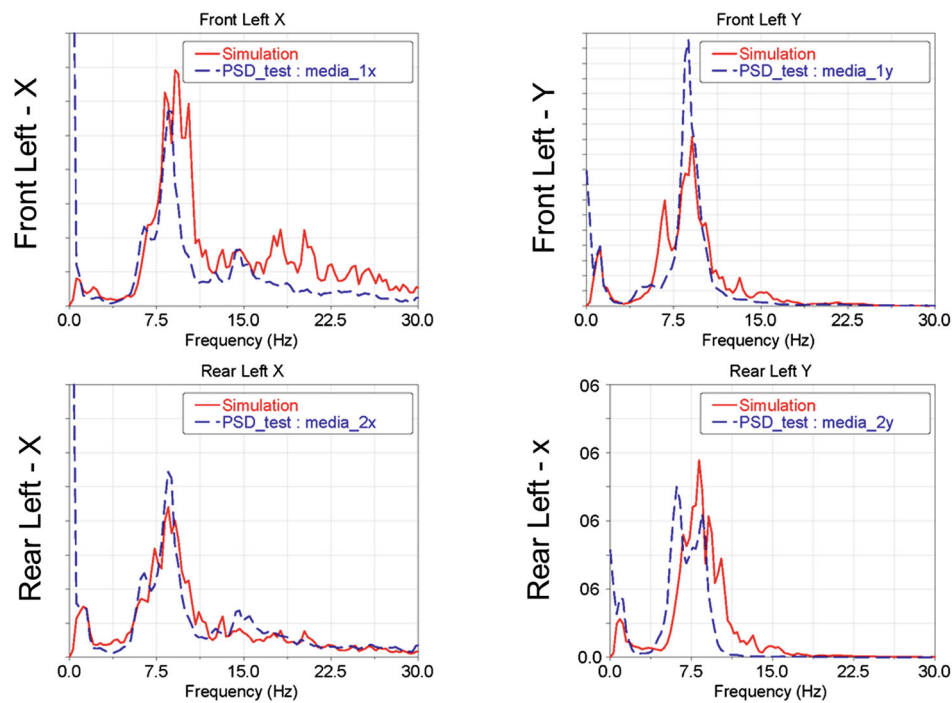 Front Left X
Front Left - X
Simulation
PSD_test : media_1x
0.0 7.5 15.0 22.5 30.0
Frequency (Hz)
Front Left Y
Front Left - Y
Simulation
PSD_test : media_1y
0.0 7.5 15.0 22.5 30.0
Frequency (Hz)
Rear Left X
Rear Left - X
Simulation
PSD_test : media_2x
0.0 7.5 15.0 22.5 30.0
Frequency (Hz)
Rear Left Y
Rear Left - x
06
06
06
06
0.0
Simulation
PSD_test : media_2y
0.0 7.5 15.0 22.5 30.0
Frequency (Hz)